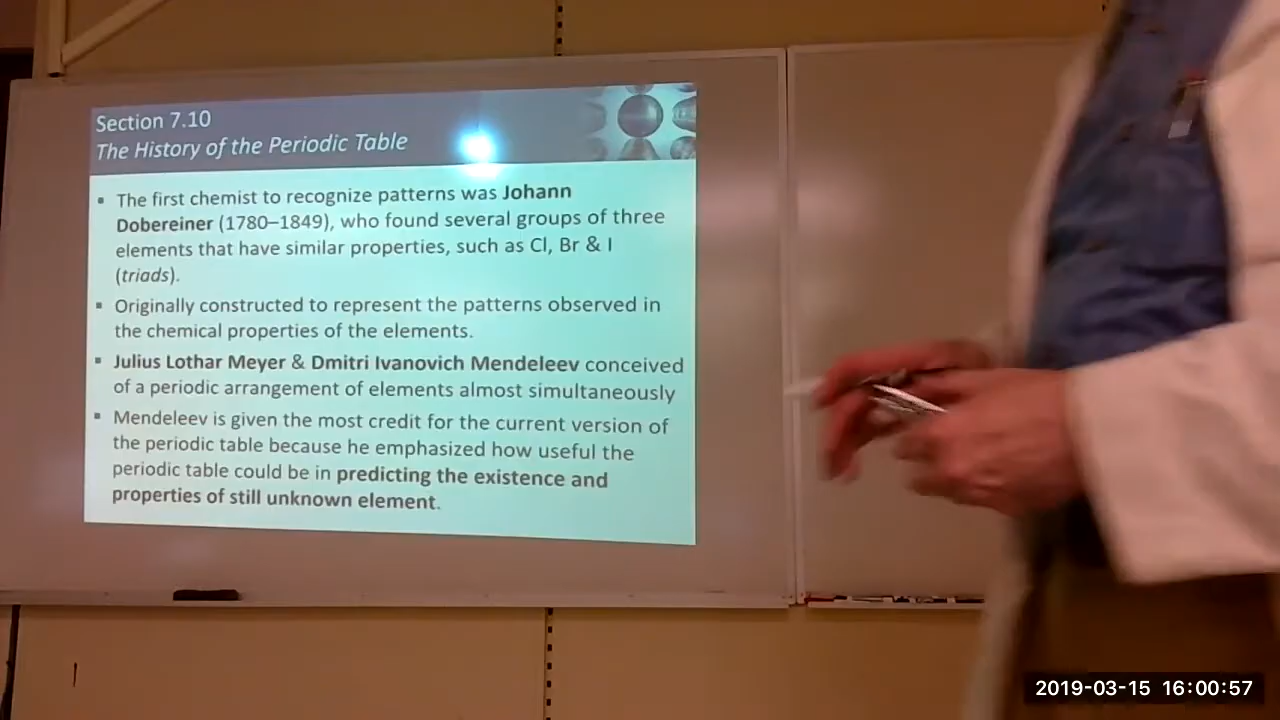 Section 7.10
The History of the Periodic Table
▪ The first chemist to recognize patterns was Johann
Dobereiner (1780–1849), who found several groups of three
elements that have similar properties, such as Cl, Br & I
(triads).
▪ Originally constructed to represent the patterns observed in
the chemical properties of the elements.
▪ Julius Lothar Meyer & Dmitri Ivanovich Mendeleev conceived
of a periodic arrangement of elements almost simultaneously
▪ Mendeleev is given the most credit for the current version of
the periodic table because he emphasized how useful the
periodic table could be in predicting the existence and
properties of still unknown element.
2019-03-15 16:00:57